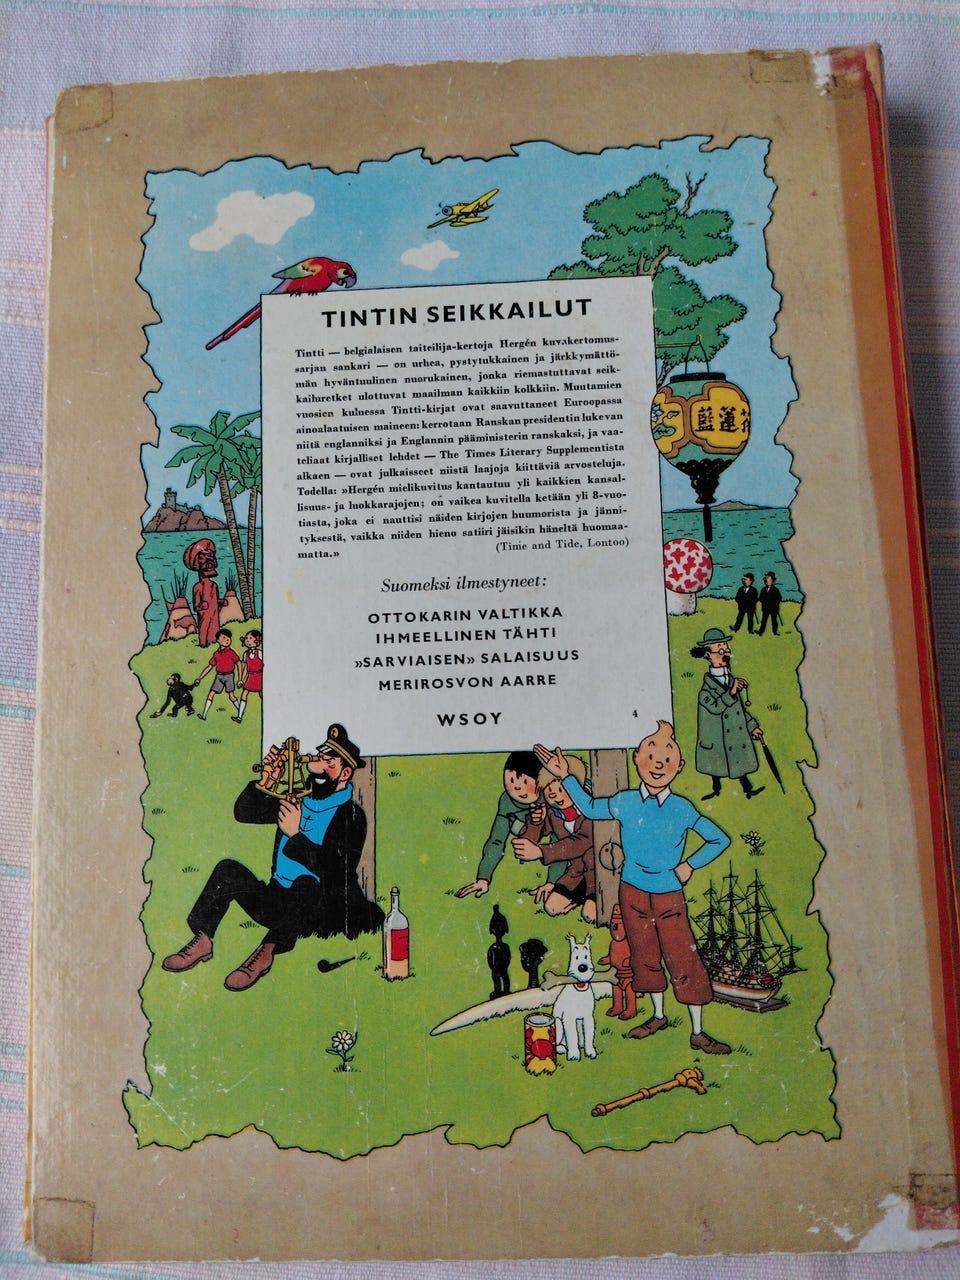 TINTIN SEIKKAILUT
Tintti — belgialaisen taiteilija-kertoja Hergén kuvakertomus-
sarjan sankari — on urhea, pystytukkainen ja järkkymättö-
män hyväntuulinen nuorukainen, jonka riemastuttavat seik-
kailuretket ulottuvat maailman kaikkiin kolkkiin. Muutamien
vuosien kuluessa Tintti-kirjat ovat saavuttaneet Euroopassa
ainoalaatuisen maineen: kerrotaan Ranskan presidentin lukevan
niitä englanniksi ja Englannin pääministerin ranskaksi, ja vaa-
teliaat kirjalliset lehdet — The Times Literary Supplementista
alkaen — ovat julkaisseet niistä laajoja kiittäviä arvosteluja.
Todella: »Hergén mielikuvitus kantautuu yli kaikkien kansal-
lisuus- ja luokkarajojen; on vaikea kuvitella ketään yli 8-vuo-
tiasta, joka ei nauttisi näiden kirjojen huumorista ja jänni-
tyksestä, vaikka niiden hieno satiiri jäisikin häneltä huomaa-
matta.» (Time and Tide, Lontoo)
Suomeksi ilmestyneet:
OTTOKARIN VALTIKKA
IHMEELLINEN TÄHTI
»SARVIAISEN» SALAISUUS
MERIROSVON AARRE
WSOY 4
藍蓮花